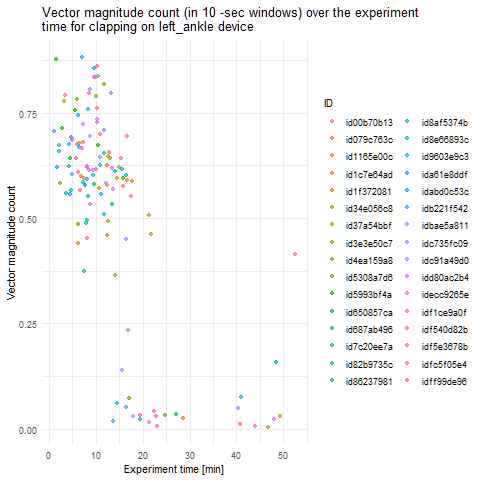 Vector magnitude count (in 10 -sec windows) over the experiment
time for clapping on left_ankle device
Vector magnitude count
0.75
0.50
0.25
0.00
0
10
20
30
40
50
Experiment time [min]
ID
id00b70b13
id079c763c
id1165e00c
id1c7e64ad
id1f372081
id34e056c8
id37a54bbf
id3e3e50c7
id4ea159a8
id5308a7d6
id5993bf4a
id650857ca
id687ab496
id7c20ee7a
id82b9735c
id86237981
id8af5374b
id8e66893c
id9603e9c3
ida61e8ddf
idabd0c53c
idb221f542
idbae5a811
idc735fc09
idc91a49d0
idd80ac2b4
idecc9265e
idf1ce9a0f
idf540d82b
idf5e3678b
idfc5f05e4
idff99de96